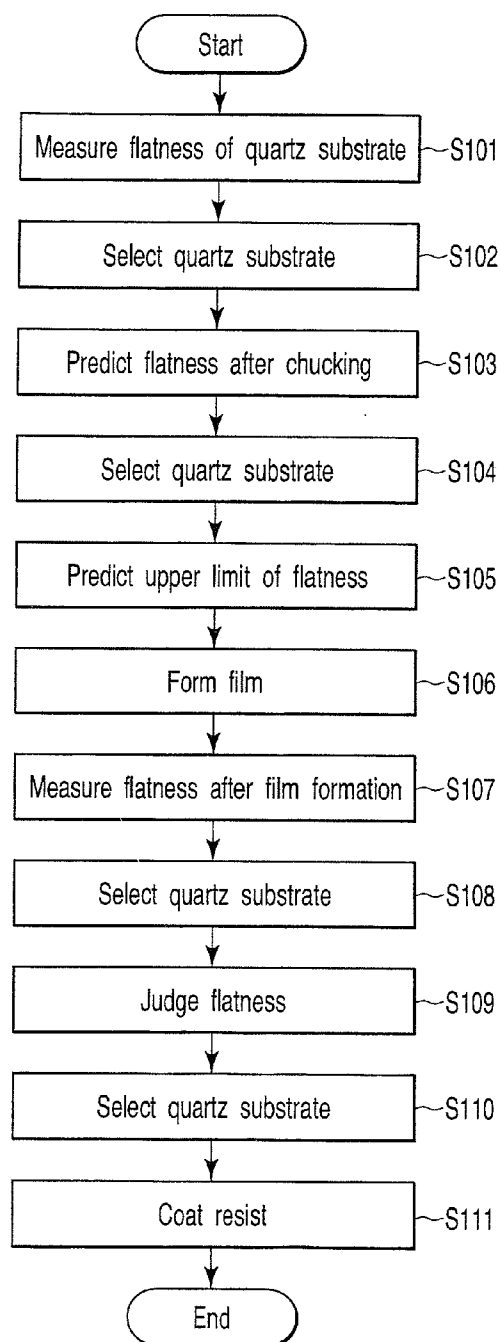 Start
Measure flatness of quartz substrate S101
Select quartz substrate S102
Predict flatness after chucking S103
Select quartz substrate S104
Predict upper limit of flatness S105
Form film S106
Measure flatness after film formation S107
Select quartz substrate S108
Judge flatness S109
Select quartz substrate S110
Coat resist S111
End